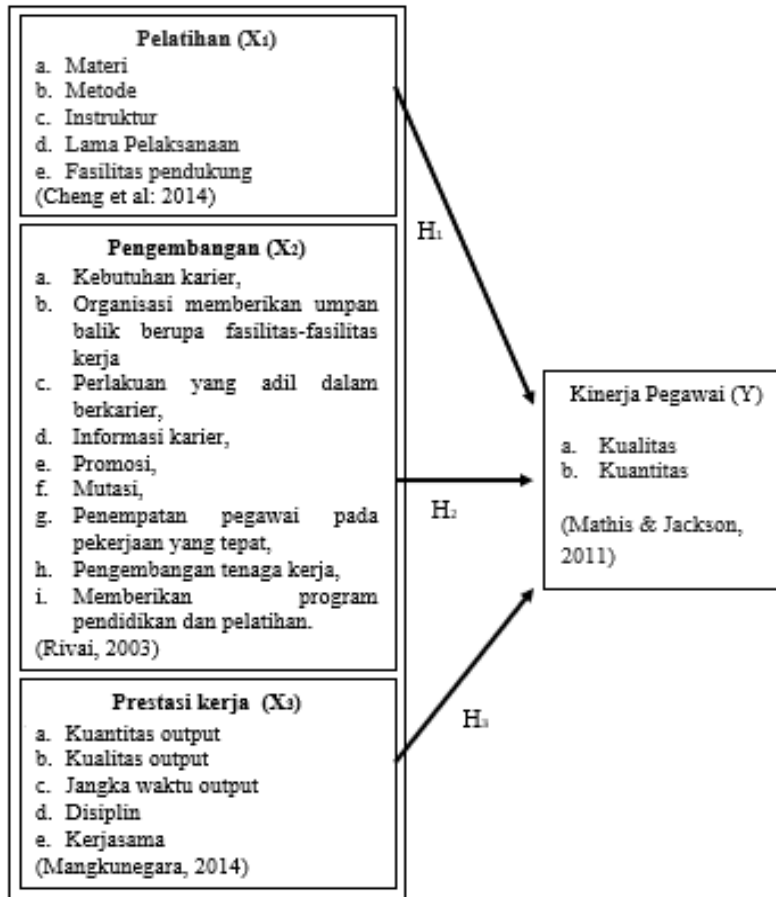 Pelatihan (X₁)
a. Materi
b. Metode
c. Instruktur
d. Lama Pelaksanaan
e. Fasilitas pendukung
(Cheng et al: 2014)
Pengembangan (X₂)
a. Kebutuhan karier,
b. Organisasi memberikan umpan
balik berupa fasilitas-fasilitas
kerja
c. Perlakuan yang adil dalam
berkarier,
d. Informasi karier,
e. Promosi,
f. Mutasi,
g. Penempatan pegawai pada
pekerjaan yang tepat,
h. Pengembangan tenaga kerja,
i. Memberikan program
pendidikan dan pelatihan.
(Rivai, 2003)
Prestasi kerja (X₃)
a. Kuantitas output
b. Kualitas output
c. Jangka waktu output
d. Disiplin
e. Kerjasama
(Mangkunegara, 2014)
H₁
H₂
H₃
Kinerja Pegawai (Y)
a. Kualitas
b. Kuantitas
(Mathis & Jackson,
2011)